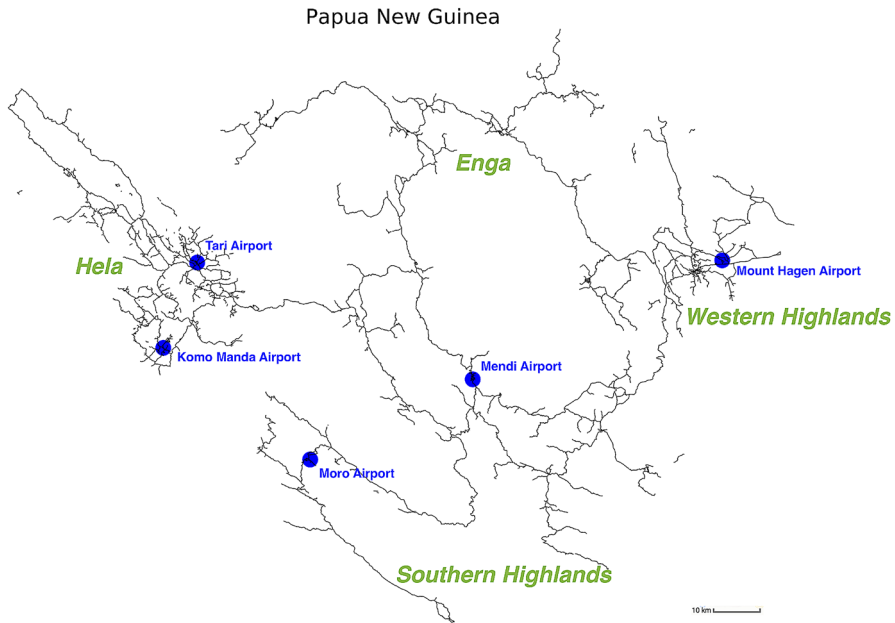 Papua New Guinea
Enga
Tari Airport
Hela
Mount Hagen Airport
Western Highlands
Komo Manda Airport
Mendi Airport
Moro Airport
Southern Highlands
10 km